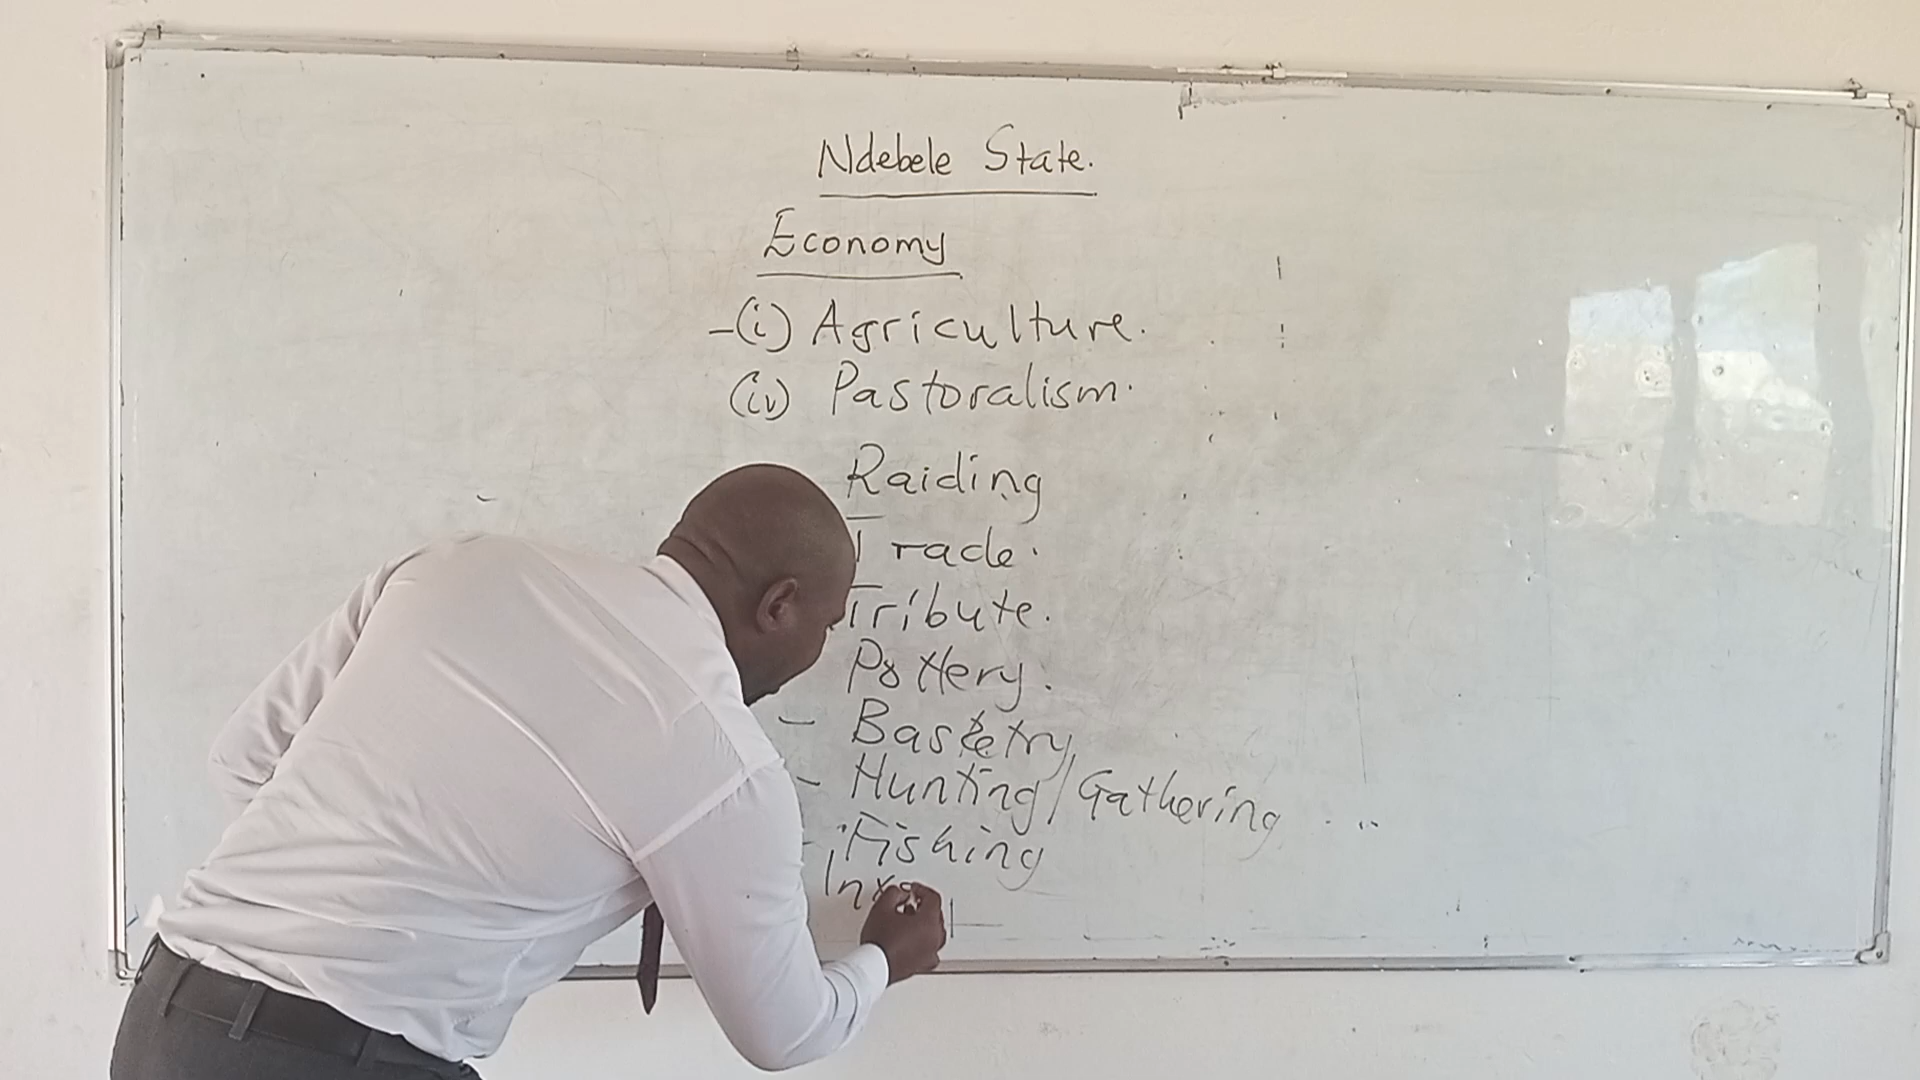 Ndebele State.
Economy
-(i) Agriculture.
(iv) Pastoralism.
Raiding
Trade.
Tribute.
Pottery.
- Basketry
- Hunting/Gathering
- Fishing